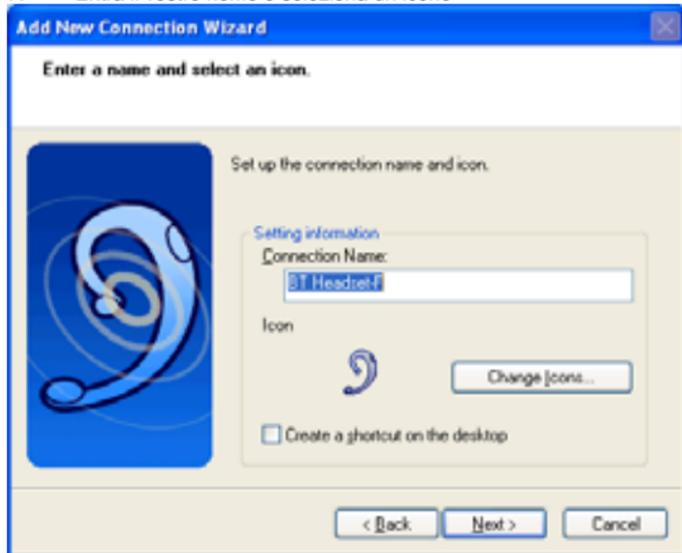 Add New Connection Wizard
Enter a name and select an icon.
Set up the connection name and icon.
Setting information
Connection Name:
BT Headset-F
Icon
Change Icons...
Create a shortcut on the desktop
< Back
Next >
Cancel